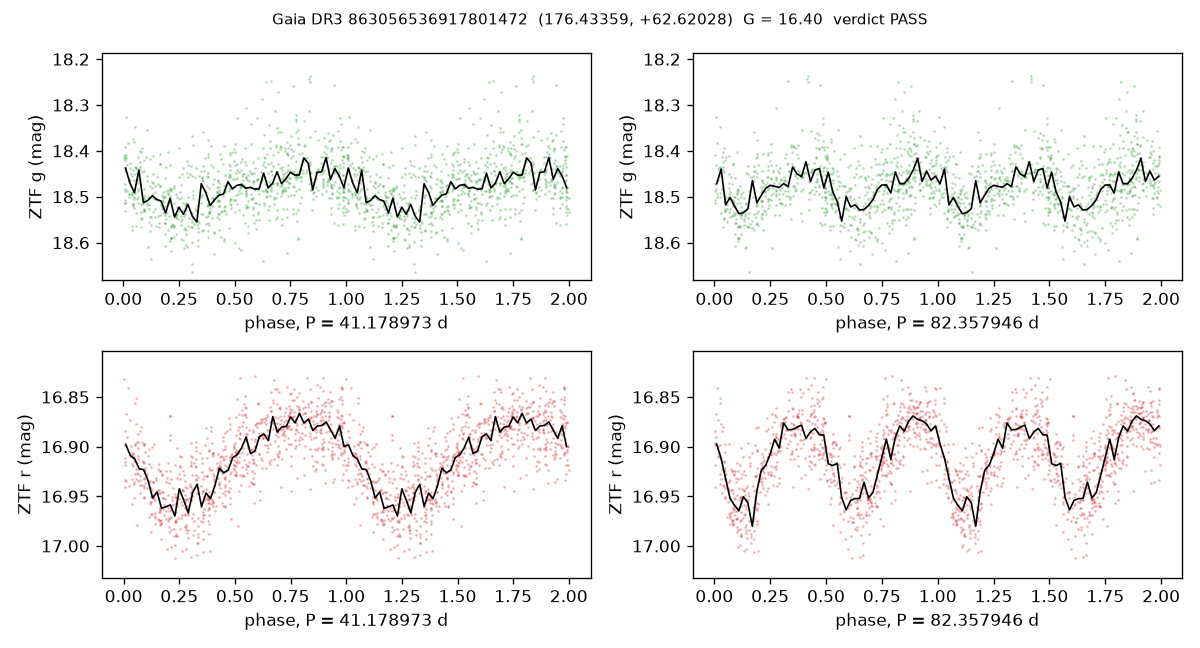 Gaia DR3 863056536917801472 (176.43359, +62.62028) G = 16.40 verdict PASS
18.2
18.3
18.4
18.5
18.6
ZTF g (mag)
0.00 0.25 0.50 0.75 1.00 1.25 1.50 1.75 2.00
phase, P = 41.178973 d
18.2
18.3
18.4
18.5
18.6
ZTF g (mag)
0.00 0.25 0.50 0.75 1.00 1.25 1.50 1.75 2.00
phase, P = 82.357946 d
16.85
16.90
16.95
17.00
ZTF r (mag)
0.00 0.25 0.50 0.75 1.00 1.25 1.50 1.75 2.00
phase, P = 41.178973 d
16.85
16.90
16.95
17.00
ZTF r (mag)
0.00 0.25 0.50 0.75 1.00 1.25 1.50 1.75 2.00
phase, P = 82.357946 d